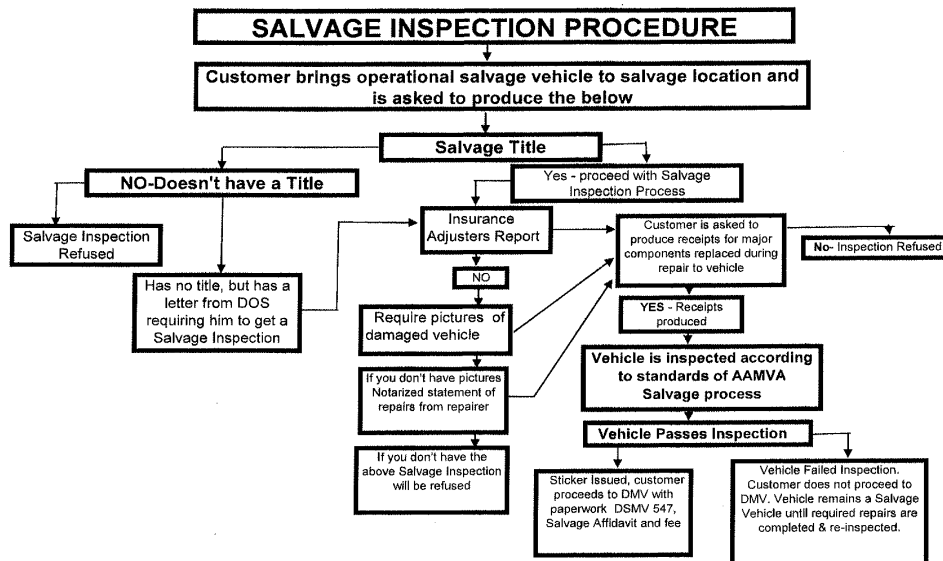 SALVAGE INSPECTION PROCEDURE
Customer brings operational salvage vehicle to salvage location and
is asked to produce the below
Salvage Title
NO-Doesn't have a Title
Yes - proceed with Salvage
Inspection Process
Salvage Inspection
Refused
Has no title, but has a
letter from DOS
requiring him to get a
Salvage Inspection
Insurance
Adjusters Report
NO
Require pictures of
damaged vehicle
If you don't have pictures
Notarized statement of
repairs from repairer
If you don't have the
above Salvage Inspection
will be refused
Customer is asked to
produce receipts for major
components replaced during
repair to vehicle
No- Inspection Refused
YES - Receipts
produced
Vehicle is inspected according
to standards of AAMVA
Salvage process
Vehicle Passes Inspection
Sticker Issued, customer
proceeds to DMV with
paperwork DSMV 547,
Salvage Affidavit and fee
Vehicle Failed Inspection.
Customer does not proceed to
DMV. Vehicle remains a Salvage
Vehicle until required repairs are
completed & re-inspected.